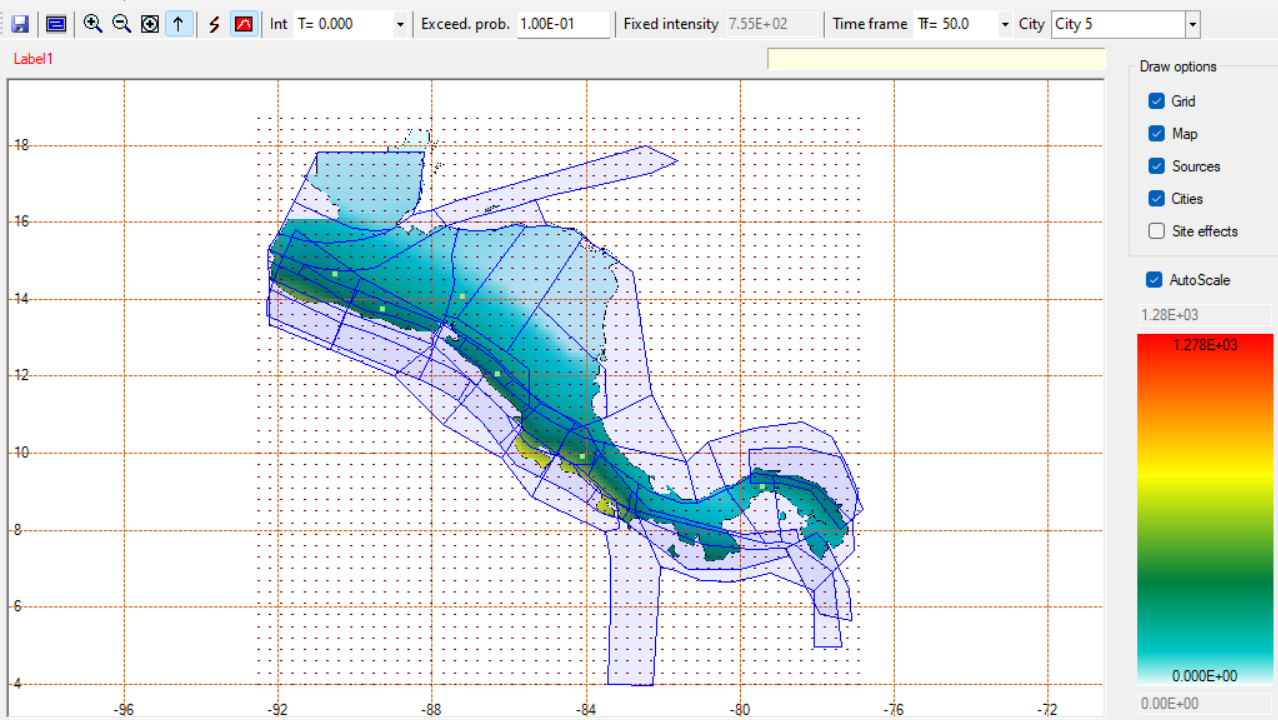 Int T= 0.000 Exceed. prob. 1.00E-01 Fixed intensity 7.55E+02 Time frame Tf= 50.0 City City 5
Label1
Draw options
Grid
Map
Sources
Cities
Site effects
AutoScale
1.28E+03
1.278E+03
0.000E+00
0.00E+00
18
16
14
12
10
8
6
4
-96 -92 -88 -84 -80 -76 -72